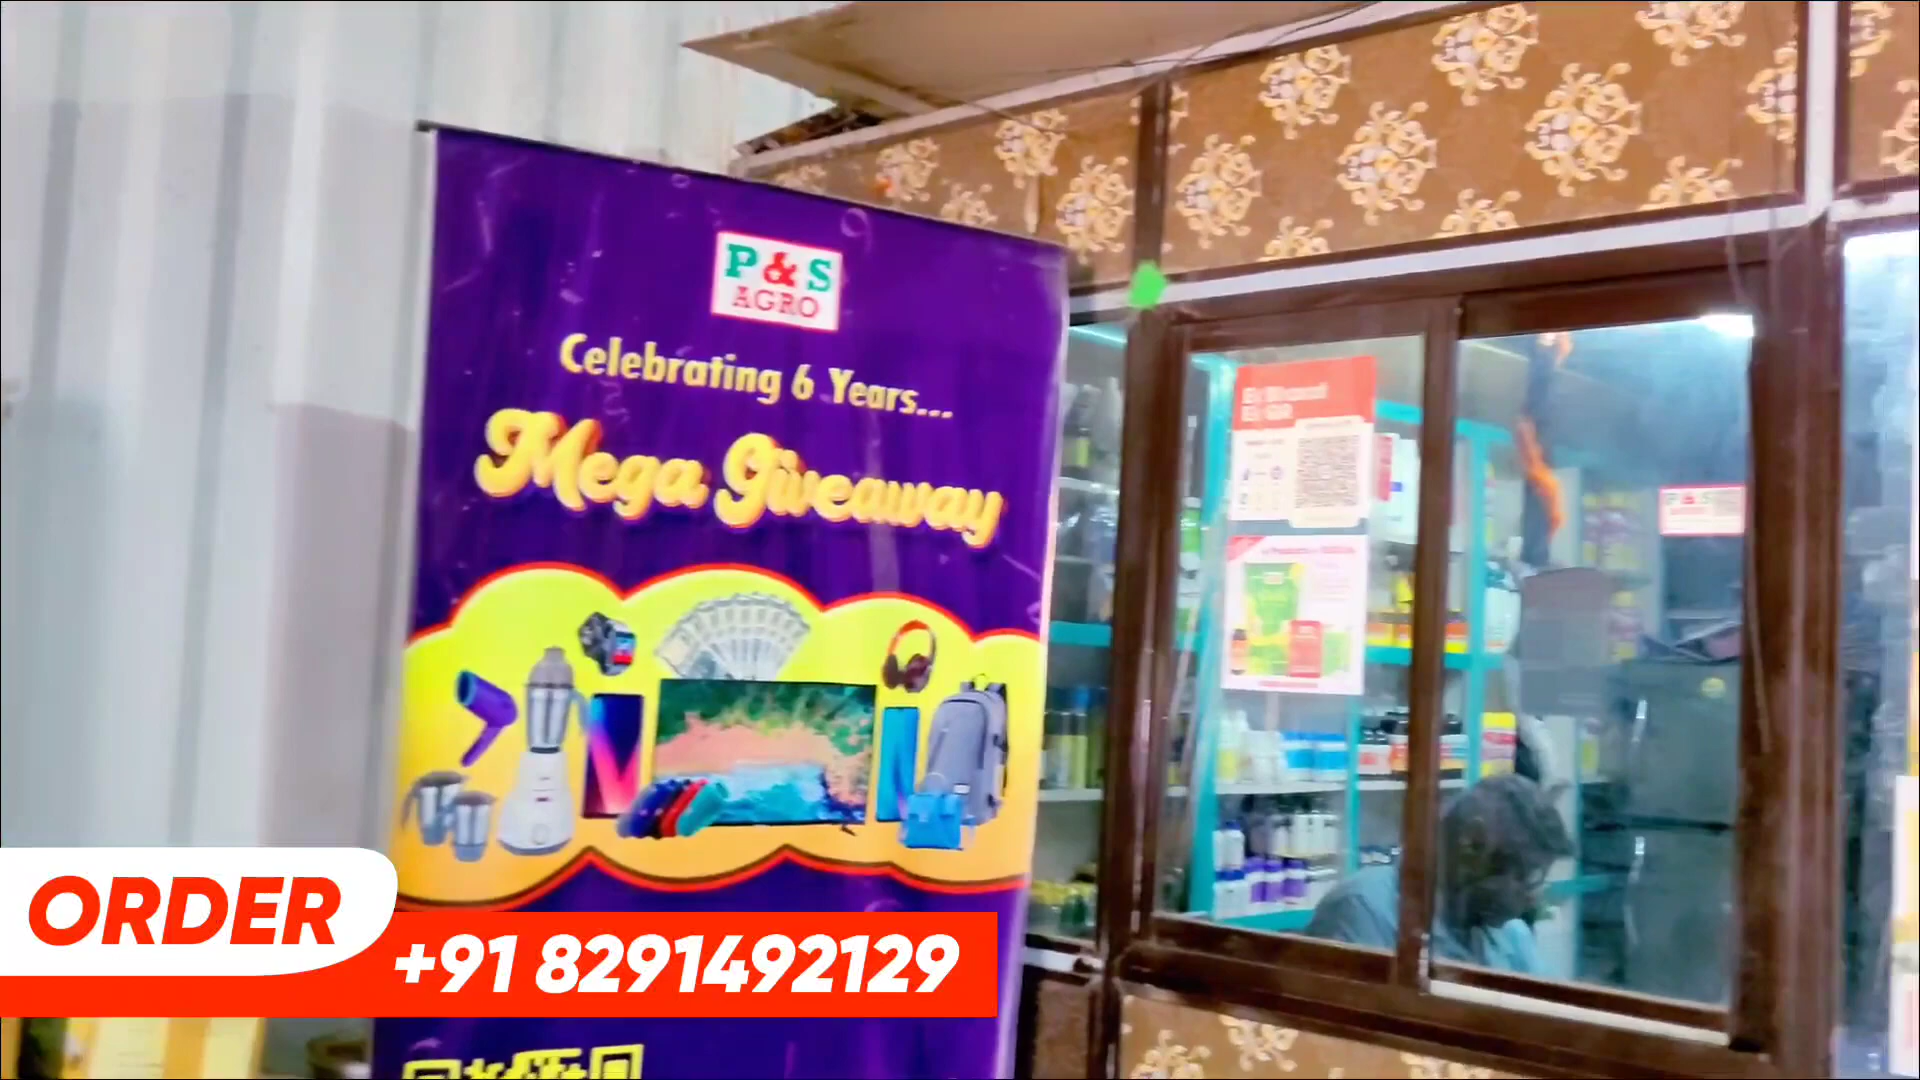 P & S
AGRO
Celebrating 6 Years...
Mega Giveaway
ORDER
+91 8291492129